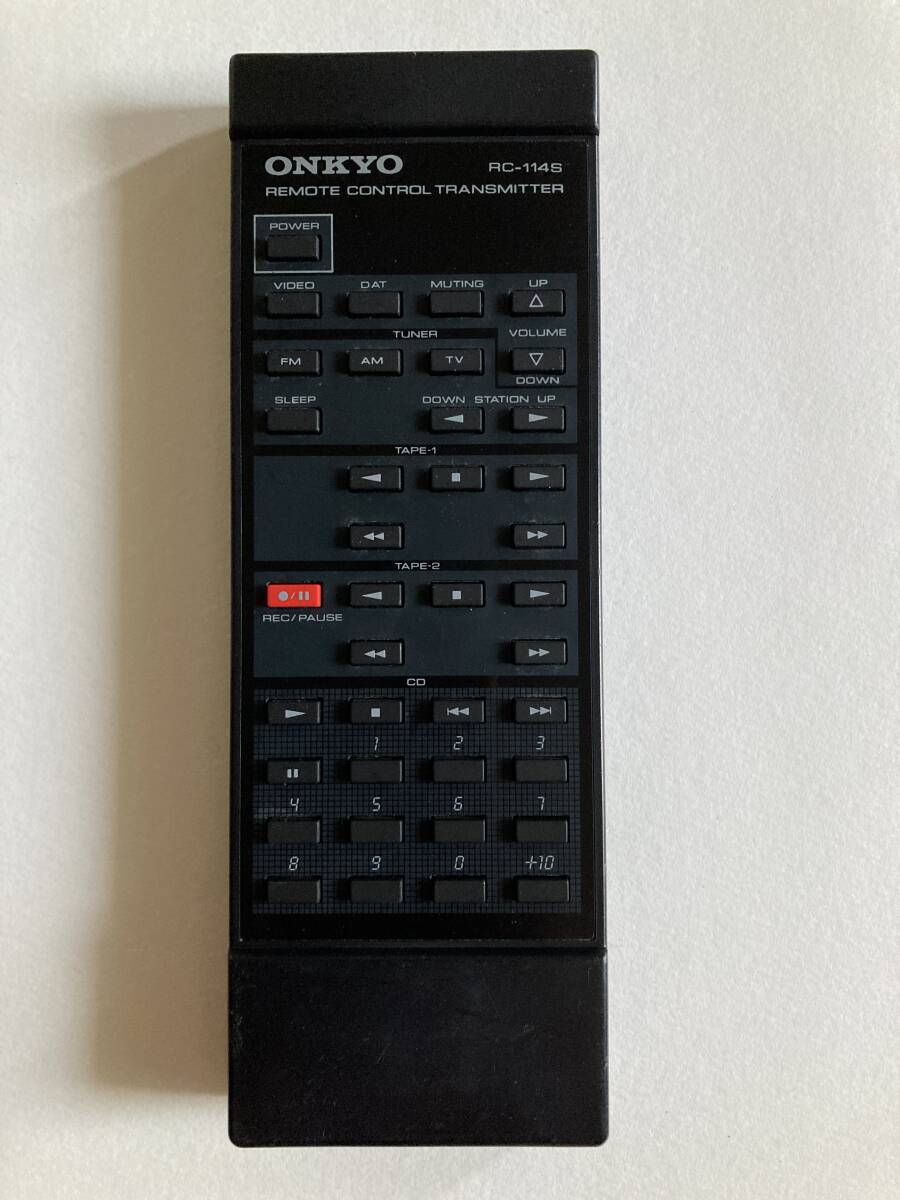 ONKYO RC-114S
REMOTE CONTROL TRANSMITTER
POWER
VIDEO DAT MUTING UP
TUNER VOLUME
FM AM TV
DOWN
SLEEP DOWN STATION UP
TAPE-1
TAPE-2
REC/PAUSE
CD
1 2 3
4 5 6 7
8 9 0 +10